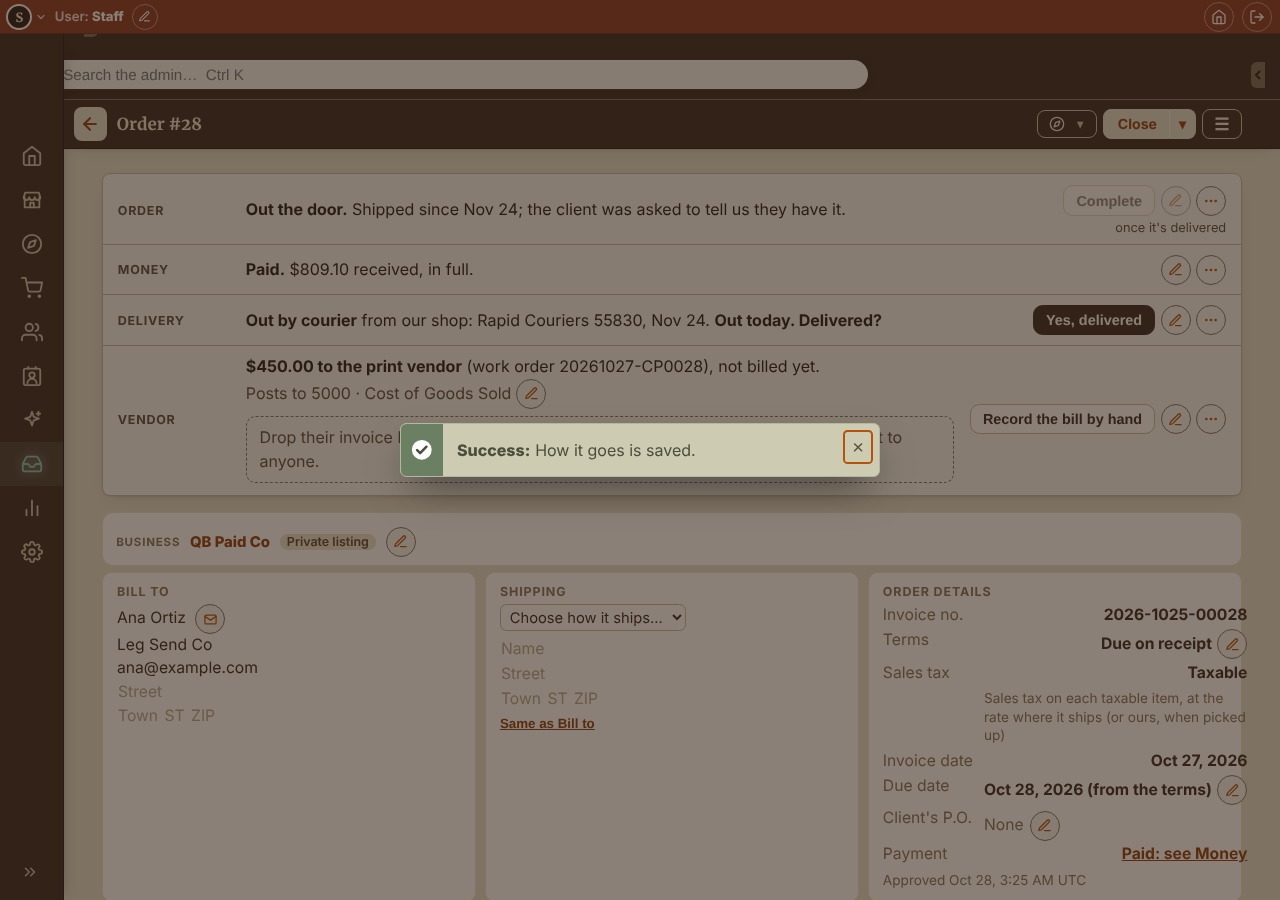 S
User: Staff
Search the admin… Ctrl K
Order #28
Close
ORDER
Out the door. Shipped since Nov 24; the client was asked to tell us they have it.
Complete
once it's delivered
MONEY
Paid. $809.10 received, in full.
DELIVERY
Out by courier from our shop: Rapid Couriers 55830, Nov 24. Out today. Delivered?
Yes, delivered
VENDOR
$450.00 to the print vendor (work order 20261027-CP0028), not billed yet.
Posts to 5000 · Cost of Goods Sold
Record the bill by hand
Drop their invoice
t to
anyone.
Success: How it goes is saved.
BUSINESS QB Paid Co Private listing
BILL TO
Ana Ortiz
Leg Send Co
ana@example.com
Street
Town ST ZIP
SHIPPING
Choose how it ships...
Name
Street
Town ST ZIP
Same as Bill to
ORDER DETAILS
Invoice no. 2026-1025-00028
Terms Due on receipt
Sales tax Taxable
Sales tax on each taxable item, at the
rate where it ships (or ours, when picked
up)
Invoice date Oct 27, 2026
Due date Oct 28, 2026 (from the terms)
Client's P.O. None
Payment Paid: see Money
Approved Oct 28, 3:25 AM UTC